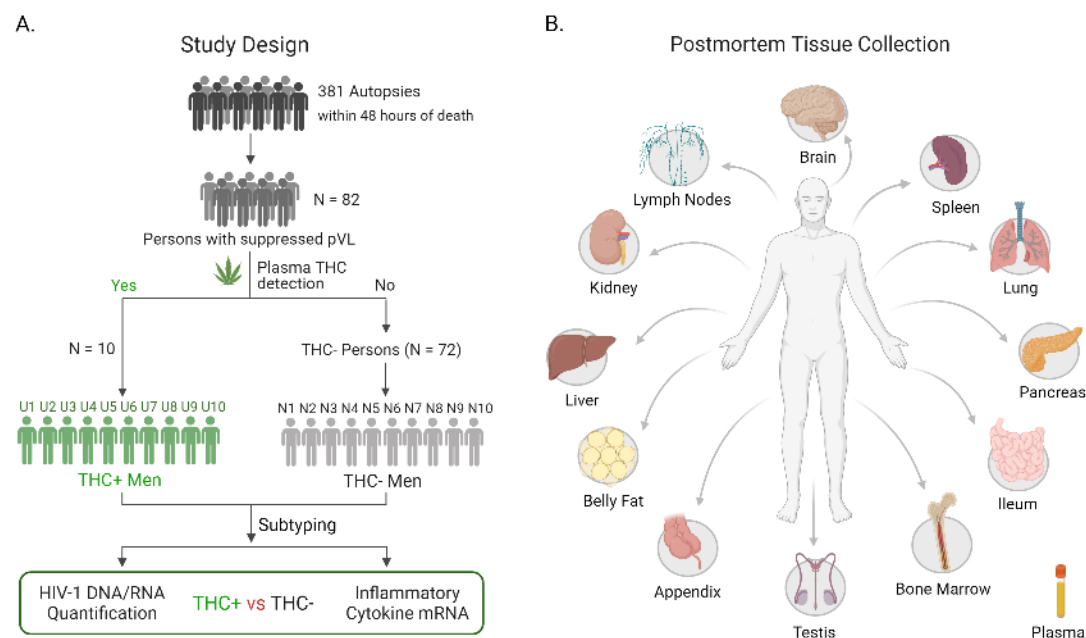 A.
Study Design
381 Autopsies
within 48 hours of death
N = 82
Persons with suppressed pVL
Plasma THC
detection
Yes
No
N = 10
THC- Persons (N = 72)
U1 U2 U3 U4 U5 U6 U7 U8 U9 U10
N1 N2 N3 N4 N5 N6 N7 N8 N9 N10
THC+ Men
THC- Men
Subtyping
HIV-1 DNA/RNA
Quantification
THC+ vs THC-
Inflammatory
Cytokine mRNA
B.
Postmortem Tissue Collection
Brain
Lymph Nodes
Spleen
Kidney
Lung
Liver
Pancreas
Belly Fat
Ileum
Appendix
Bone Marrow
Testis
Plasma